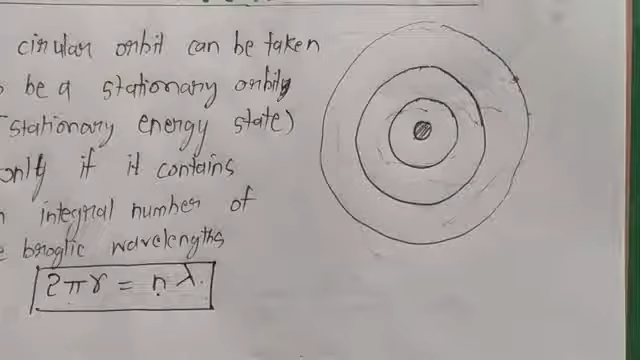 cirular orbit can be taken
be a stationary orbit
stationary energy state)
only if it contains
integral number of
broglie wavelengths
2πr = nλ.